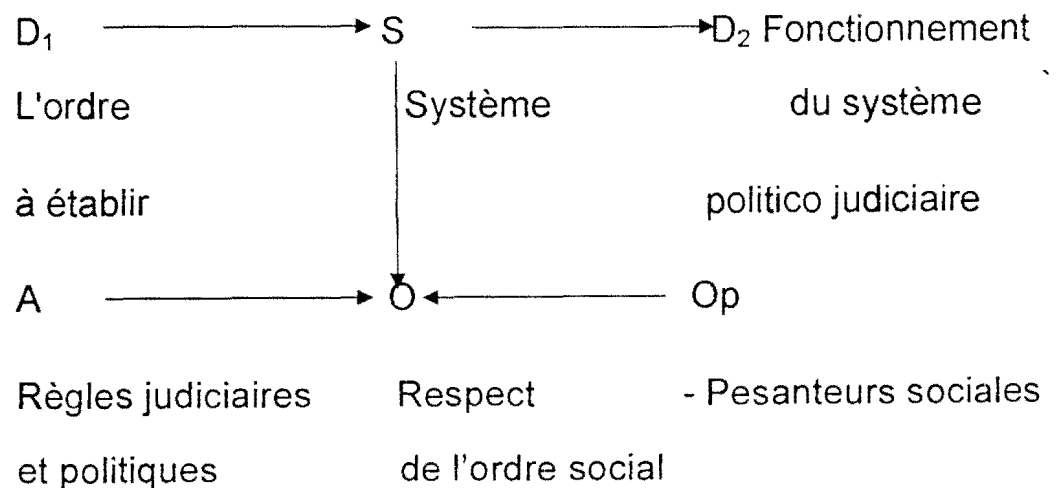 D₁ S D₂ Fonctionnement
L'ordre Système du système
à établir politico judiciaire
A O Op
Règles judiciaires Respect - Pesanteurs sociales
et politiques de l'ordre social